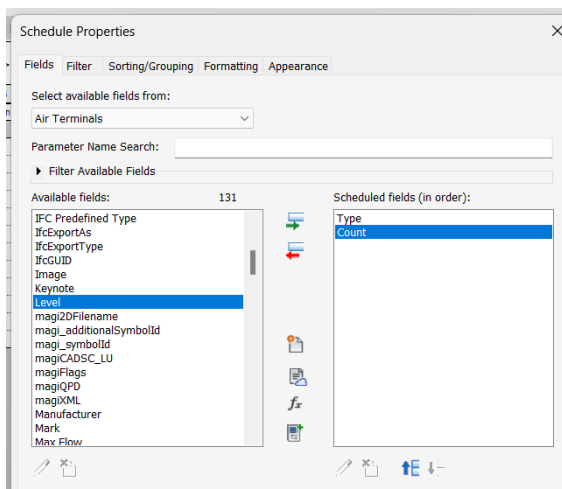 Schedule Properties
Fields Filter Sorting/Grouping Formatting Appearance
Select available fields from:
Air Terminals
Parameter Name Search:
Filter Available Fields
Available fields: 131
Scheduled fields (in order):
IFC Predefined Type
IfcExportAs
IfcExportType
IfcGUID
Image
Keynote
Level
magi2DFilename
magi_additionalSymbolId
magi_symbolId
magiCADSC_LU
magiFlags
magiQPD
magiXML
Manufacturer
Mark
Max Flow
Type
Count
fx